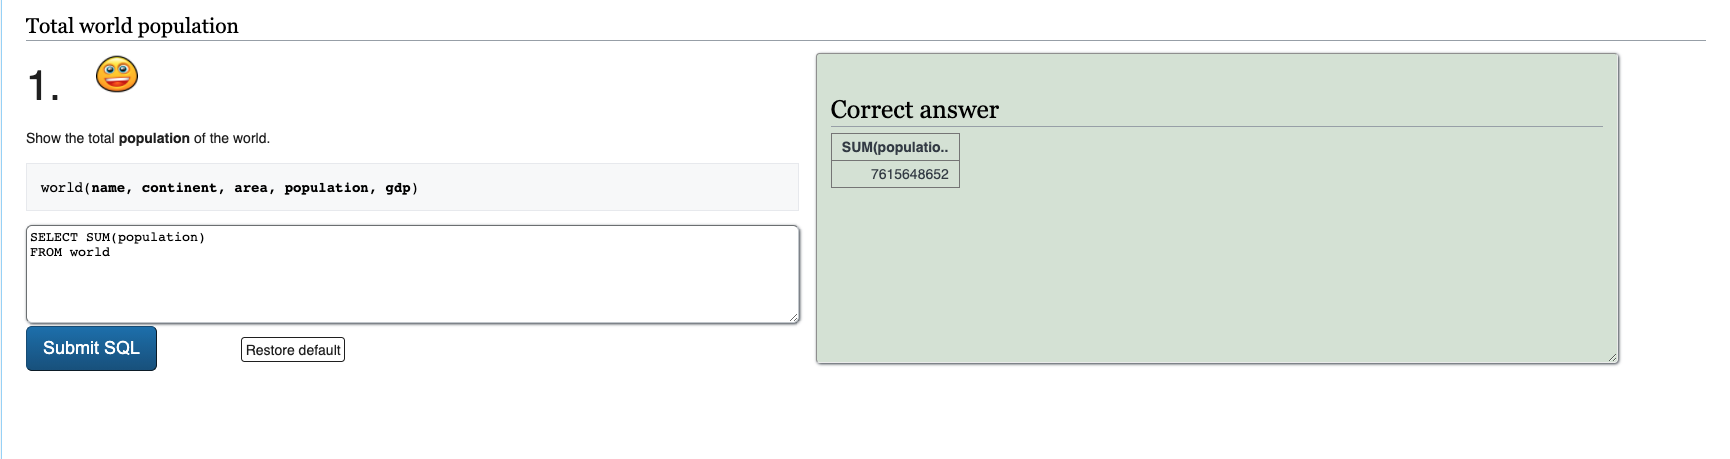 Total world population
1.
Show the total population of the world.
world(name, continent, area, population, gdp)
SELECT SUM(population)
FROM world
Submit SQL
Restore default
Correct answer
SUM(populatio..
7615648652